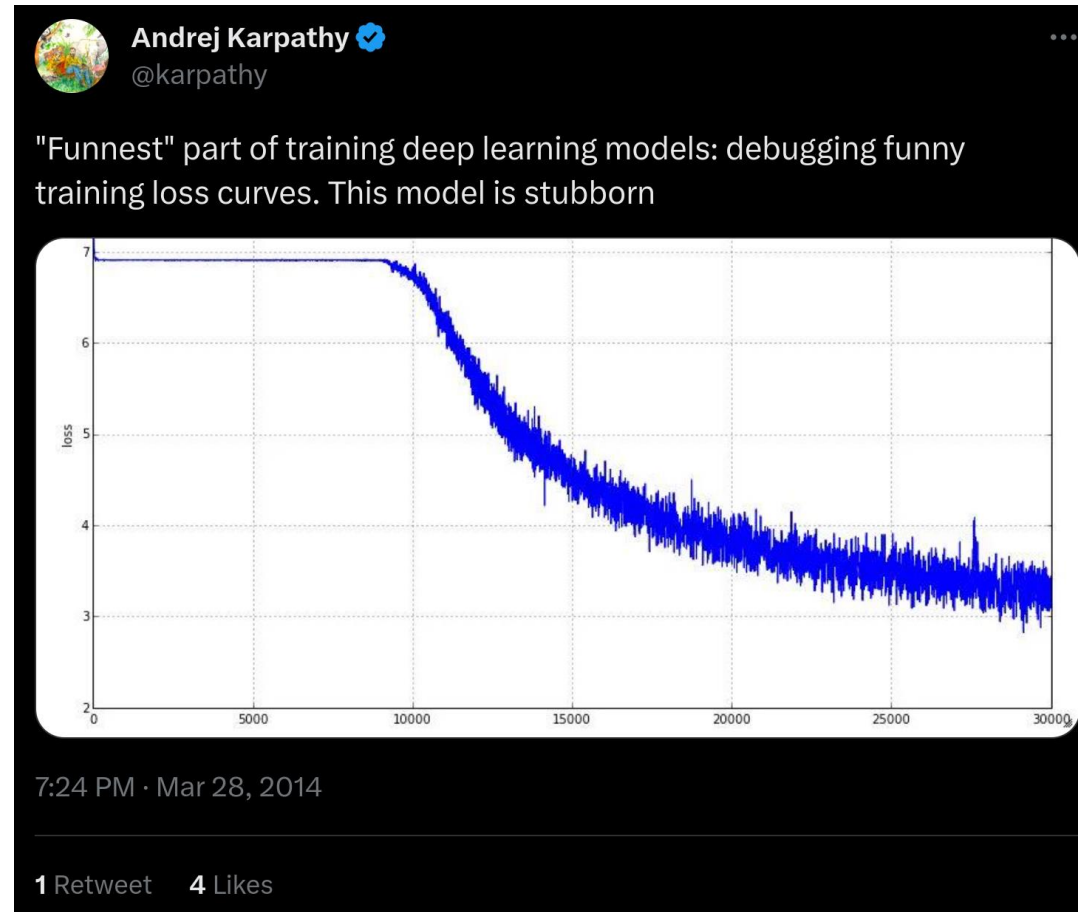 Andrej Karpathy
@karpathy
"Funnest" part of training deep learning models: debugging funny
training loss curves. This model is stubborn
7
6
5
4
3
2
loss
0 5000 10000 15000 20000 25000 30000
7:24 PM · Mar 28, 2014
1 Retweet 4 Likes